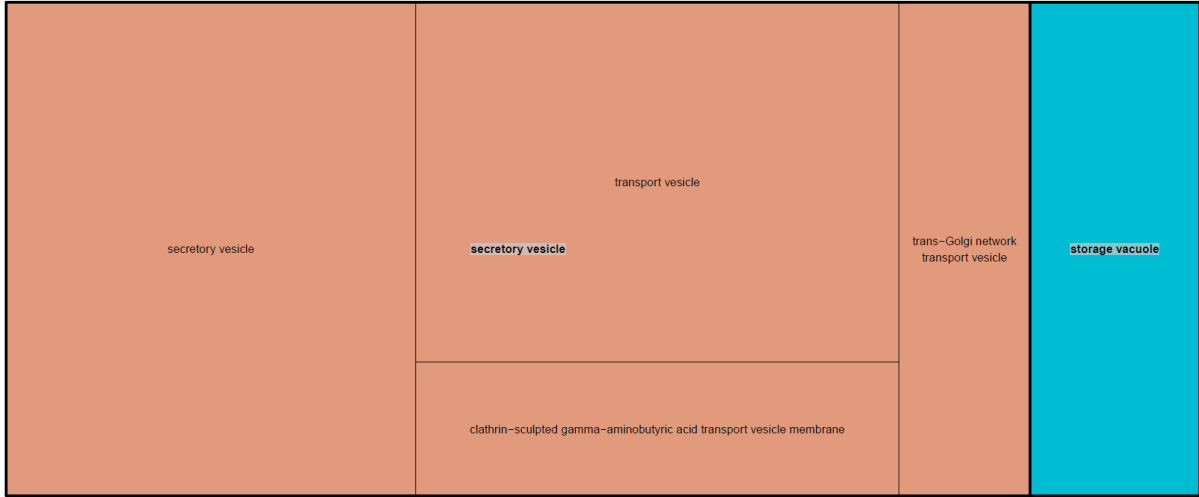 transport vesicle
secretory vesicle
secretory vesicle
trans−Golgi network
transport vesicle
storage vacuole
clathrin−sculpted gamma−aminobutyric acid transport vesicle membrane